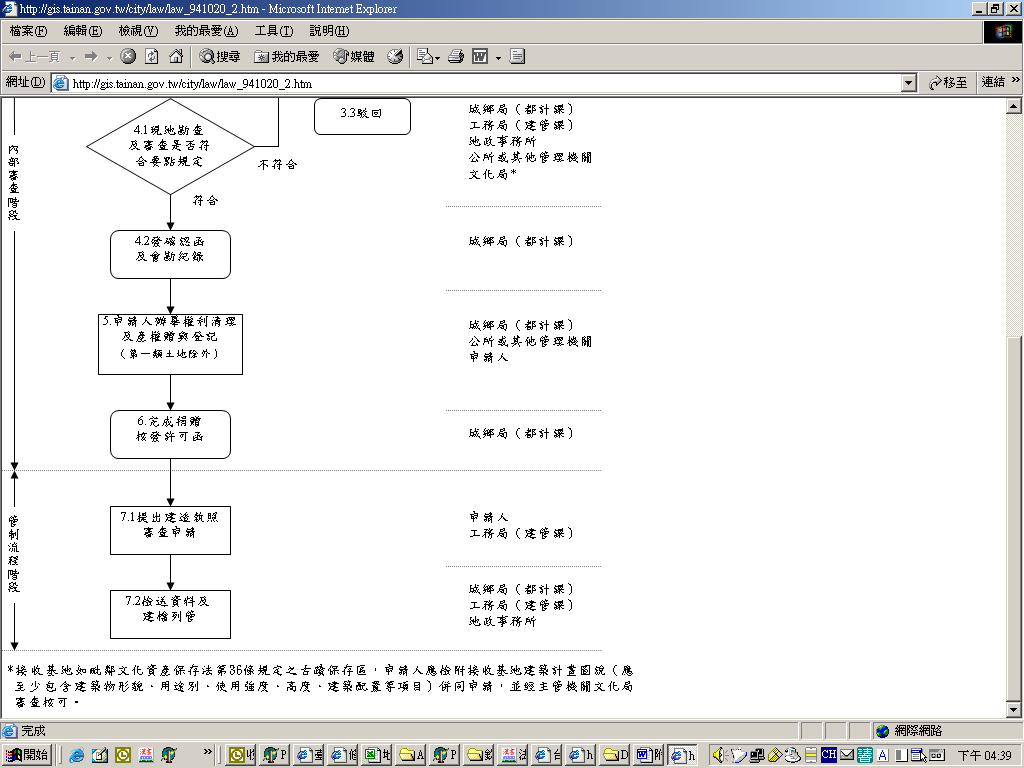 http://gis.tainan.gov.tw/city/law/law_941020_2.htm - Microsoft Internet Explorer
檔案(F) 編輯(E) 檢視(V) 我的最愛(A) 工具(T) 說明(H)
上一頁 搜尋 我的最愛 媒體
網址(D) http://gis.tainan.gov.tw/city/law/law_941020_2.htm 移至 連結 »
內部審查階段
4.1現地勘查
及審查是否符
合要點規定
不符合
符合
3.3駁回
城鄉局(都計課)
工務局(建管課)
地政事務所
公所或其他管理機關
文化局*
4.2發確認函
及會勘紀錄
城鄉局(都計課)
5.申請人辦畢權利清理
及產權贈與登記
(第一類土地除外)
城鄉局(都計課)
公所或其他管理機關
申請人
6.完成捐贈
核發許可函
城鄉局(都計課)
管制流程階段
7.1提出建造執照
審查申請
申請人
工務局(建管課)
7.2檢送資料及
建檔列管
城鄉局(都計課)
工務局(建管課)
地政事務所
*接收基地如毗鄰文化資產保存法第36條規定之古蹟保存區，申請人應檢附接收基地建築計畫圖說(應
至少包含建築物形貌、用途別、使用強度、高度、建築配置等項目)併同申請，並經主管機關文化局
審查核可。
完成 網際網路
開始 » P A P 台 h D 附 h CH A 下午 04:39